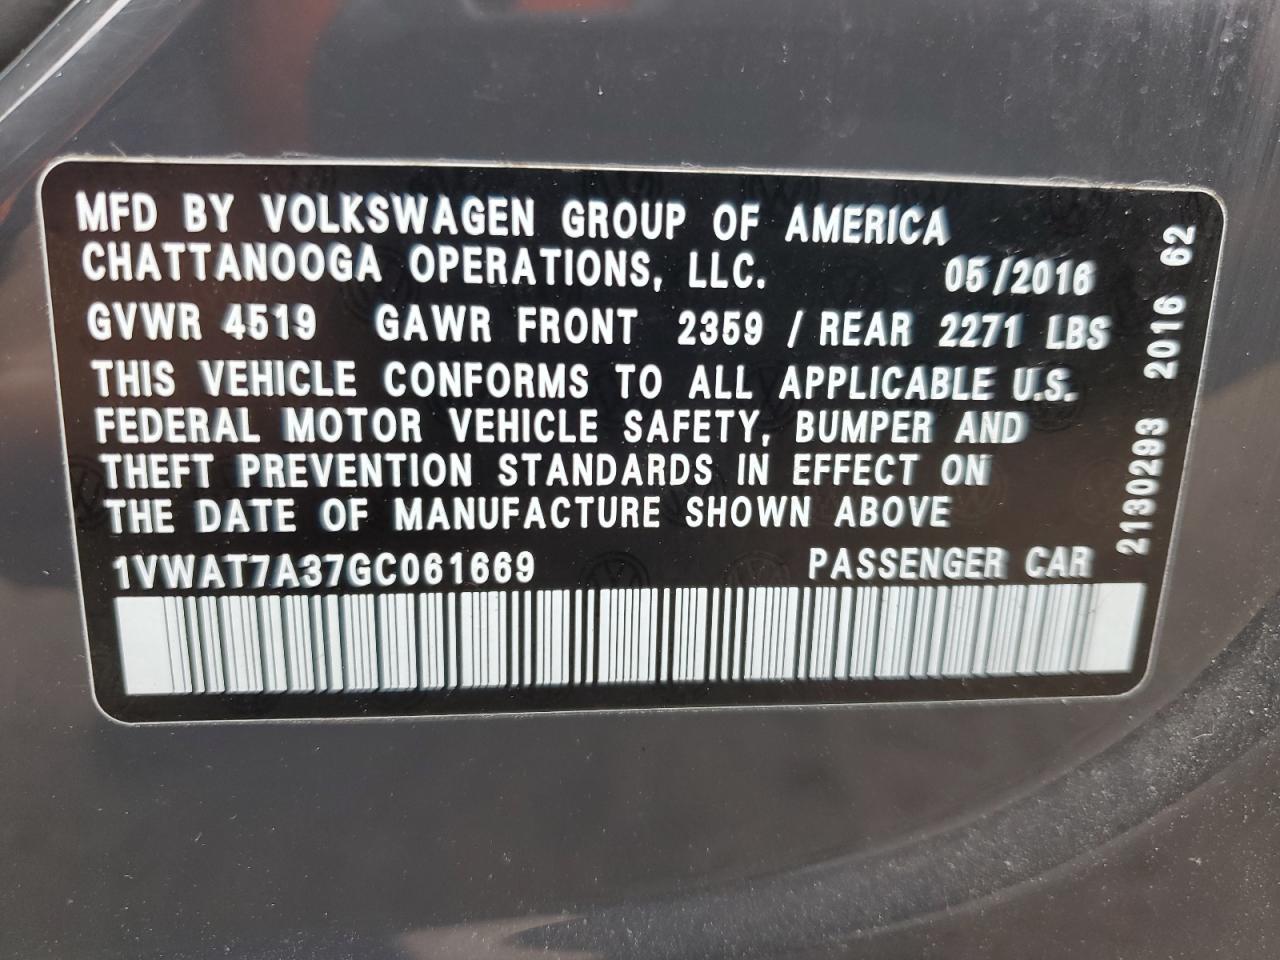 MFD BY VOLKSWAGEN GROUP OF AMERICA
CHATTANOOGA OPERATIONS, LLC. 05/2016
GVWR 4519 GAWR FRONT 2359 / REAR 2271 LBS
THIS VEHICLE CONFORMS TO ALL APPLICABLE U.S.
FEDERAL MOTOR VEHICLE SAFETY, BUMPER AND
THEFT PREVENTION STANDARDS IN EFFECT ON
THE DATE OF MANUFACTURE SHOWN ABOVE
1VWAT7A37GC061669 PASSENGER CAR
2130293 2016 62